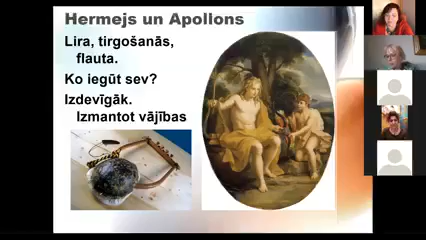 Hermejs un Apollons
Lira, tirgošanās,
flauta.
Ko iegūt sev?
Izdevīgāk.
Izmantot vājības